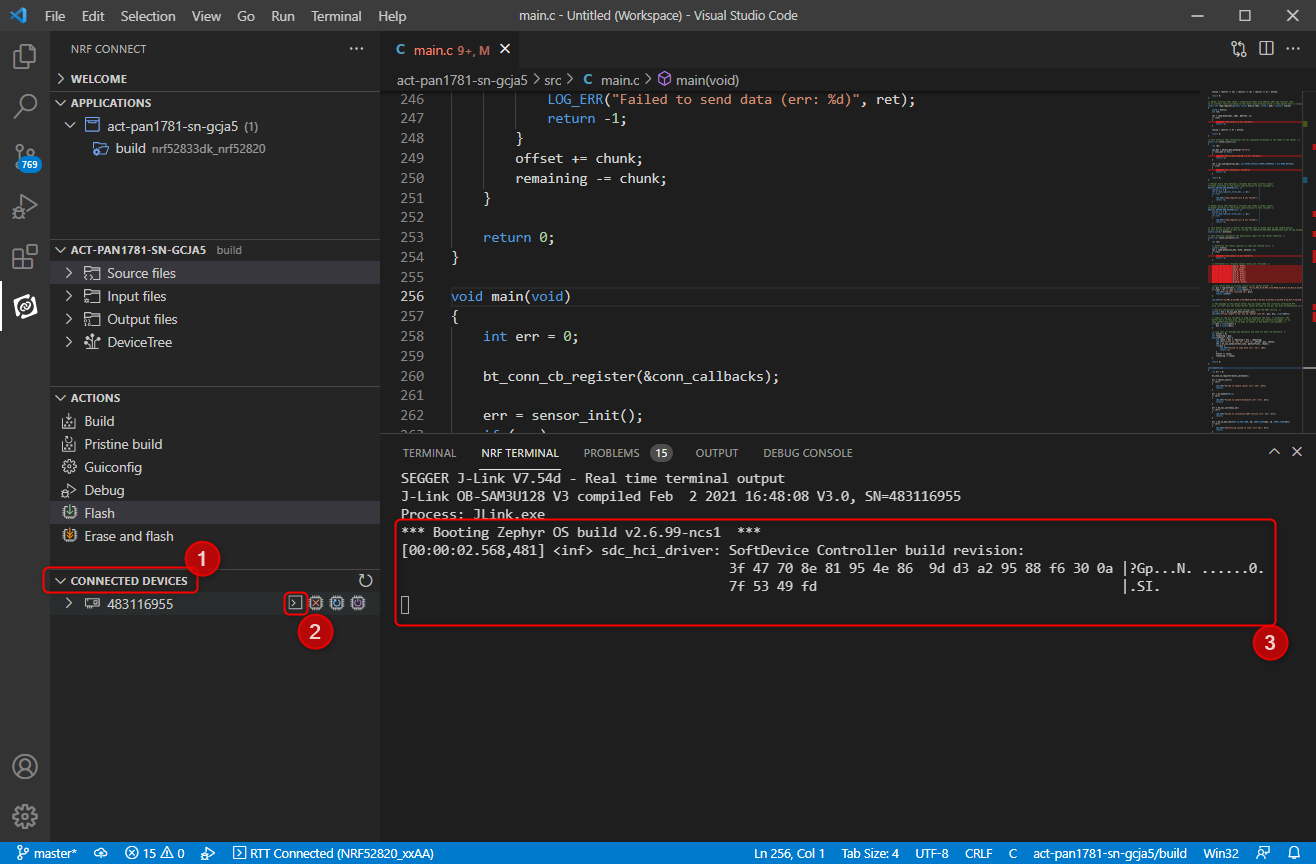 File Edit Selection View Go Run Terminal Help main.c - Untitled (Workspace) - Visual Studio Code
NRF CONNECT
WELCOME
APPLICATIONS
act-pan1781-sn-gcja5 (1)
build nrf52833dk_nrf52820
769
ACT-PAN1781-SN-GCJA5 build
Source files
Input files
Output files
DeviceTree
ACTIONS
Build
Pristine build
Guiconfig
Debug
Flash
Erase and flash
1
CONNECTED DEVICES
483116955
2
C main.c 9+, M
act-pan1781-sn-gcja5 > src > C main.c > main(void)
246 LOG_ERR("Failed to send data (err: %d)", ret);
247 return -1;
248 }
249 offset += chunk;
250 remaining -= chunk;
251 }
252
253 return 0;
254 }
255
256 void main(void)
257 {
258 int err = 0;
259
260 bt_conn_cb_register(&conn_callbacks);
261
262 err = sensor_init();
TERMINAL NRF TERMINAL PROBLEMS 15 OUTPUT DEBUG CONSOLE
SEGGER J-Link V7.54d - Real time terminal output
J-Link OB-SAM3U128 V3 compiled Feb  2 2021 16:48:08 V3.0, SN=483116955
Process: JLink.exe
*** Booting Zephyr OS build v2.6.99-ncs1  ***
[00:00:02.568,481] <inf> sdc_hci_driver: SoftDevice Controller build revision:
3f 47 70 8e 81 95 4e 86  9d d3 a2 95 88 f6 30 0a |?Gp...N. ......0.
7f 53 49 fd |.SI.
3
master* 15 0 RTT Connected (NRF52820_xxAA) Ln 256, Col 1 Tab Size: 4 UTF-8 CRLF C act-pan1781-sn-gcja5/build Win32